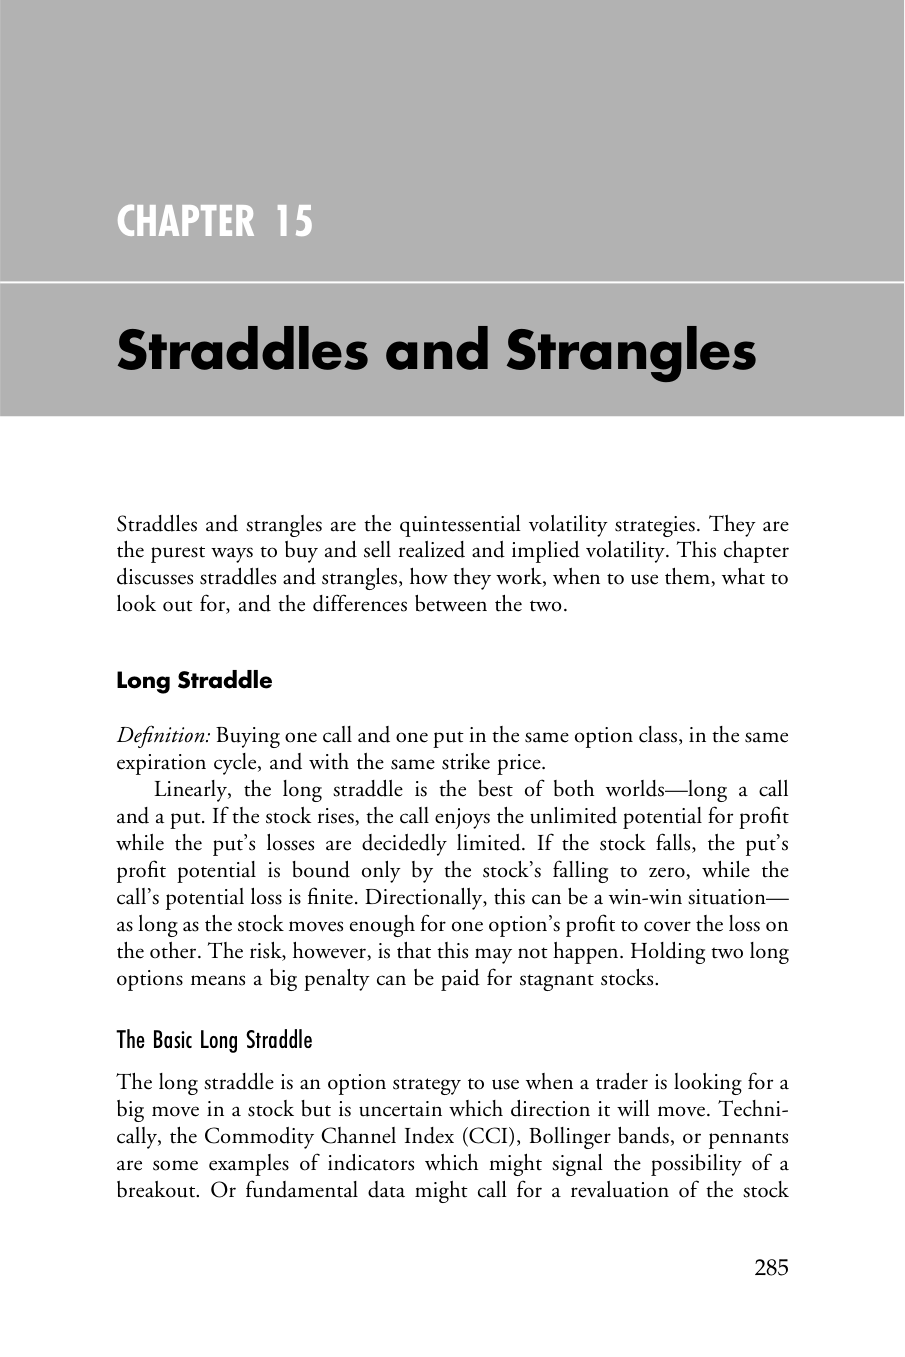 CHAPTER 15
Straddles and Strangles
Straddles and strangles are the quintessential volatility strategies. They are
the purest ways to buy and sell realized and implied volatility. This chapter
discusses straddles and strangles, how they work, when to use them, what to
look out for, and the differences between the two.
Long Straddle
Definition: Buying one call and one put in the same option class, in the same
expiration cycle, and with the same strike price.
Linearly, the long straddle is the best of both worlds—long a call
and a put. If the stock rises, the call enjoys the unlimited potential for profit
while the put’s losses are decidedly limited. If the stock falls, the put’s
profit potential is bound only by the stock’s falling to zero, while the
call’s potential loss is finite. Directionally, this can be a win-win situation—
as long as the stock moves enough for one option’s profit to cover the loss on
the other. The risk, however, is that this may not happen. Holding two long
options means a big penalty can be paid for stagnant stocks.
The Basic Long Straddle
The long straddle is an option strategy to use when a trader is looking for a
big move in a stock but is uncertain which direction it will move. Techni-
cally, the Commodity Channel Index (CCI), Bollinger bands, or pennants
are some examples of indicators which might signal the possibility of a
breakout. Or fundamental data might call for a revaluation of the stock
285